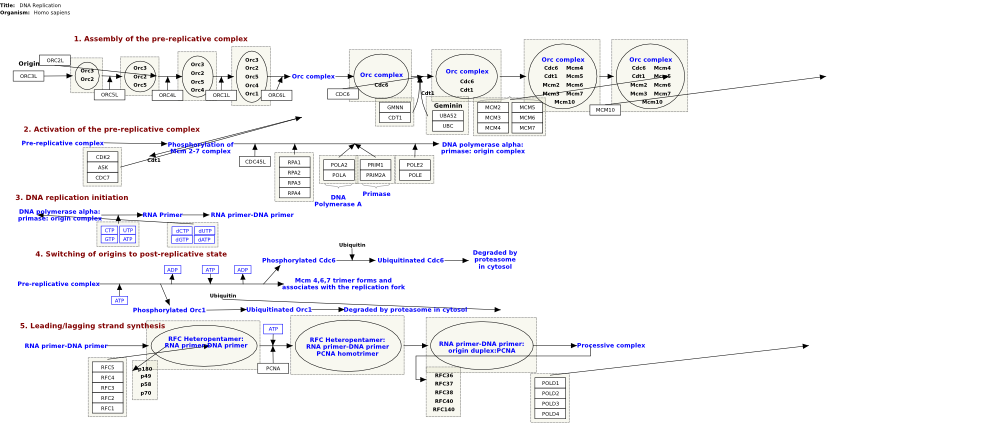 Title: DNA Replication
Organism: Homo sapiens
1. Assembly of the pre-replicative complex
Origin
ORC2L
ORC3L
Orc3
Orc2
ORC5L
Orc3
Orc2
Orc5
ORC4L
Orc3
Orc2
Orc5
Orc4
ORC1L
Orc3
Orc2
Orc5
Orc4
Orc1
ORC6L
Orc complex
CDC6
Orc complex
Cdc6
GMNN
CDT1
Cdt1
Orc complex
Cdc6
Cdt1
Geminin
UBA52
UBC
MCM2
MCM3
MCM4
MCM5
MCM6
MCM7
Orc complex
Cdc6 Mcm4
Cdt1 Mcm5
Mcm2 Mcm6
Mcm3 Mcm7
Mcm10
MCM10
Orc complex
Cdc6 Mcm4
Cdt1 Mcm5
Mcm2 Mcm6
Mcm3 Mcm7
Mcm10
2. Activation of the pre-replicative complex
Pre-replicative complex
CDK2
ASK
CDC7
Cdt1
Phosphorylation of
Mcm 2-7 complex
CDC45L
RPA1
RPA2
RPA3
RPA4
POLA2
POLA
DNA
Polymerase A
PRIM1
PRIM2A
Primase
POLE2
POLE
DNA polymerase alpha:
primase: origin complex
3. DNA replication initiation
DNA polymerase alpha:
primase: origin complex
RNA Primer
RNA primer-DNA primer
CTP UTP
GTP ATP
dCTP dUTP
dGTP dATP
4. Switching of origins to post-replicative state
Ubiquitin
Phosphorylated Cdc6
Ubiquitinated Cdc6
Degraded by
proteasome
in cytosol
ADP
ATP
ADP
Pre-replicative complex
ATP
Mcm 4,6,7 trimer forms and
associates with the replication fork
Ubiquitin
Phosphorylated Orc1
Ubiquitinated Orc1
Degraded by proteasome in cytosol
5. Leading/lagging strand synthesis
RNA primer-DNA primer
RFC Heteropentamer:
RNA primer-DNA primer
ATP
PCNA
RFC Heteropentamer:
RNA primer-DNA primer
PCNA homotrimer
RNA primer-DNA primer:
origin duplex:PCNA
Processive complex
RFC5
RFC4
RFC3
RFC2
RFC1
p180
p49
p58
p70
RFC36
RFC37
RFC38
RFC40
RFC140
POLD1
POLD2
POLD3
POLD4